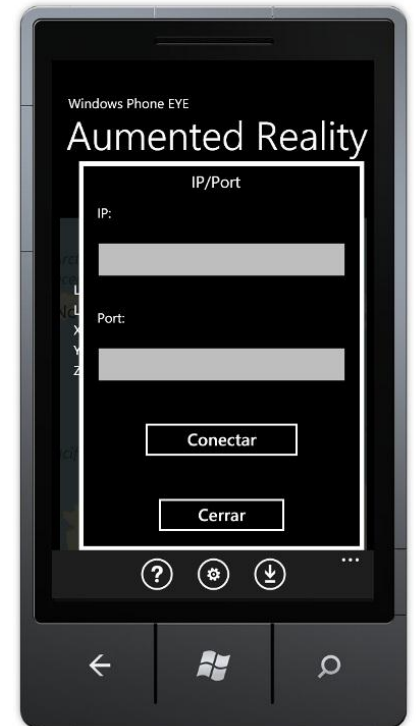 Windows Phone EYE
Aumented Reality
IP/Port
IP:
L
L
X
Port:
Y
Z
Conectar
Cerrar
?
...